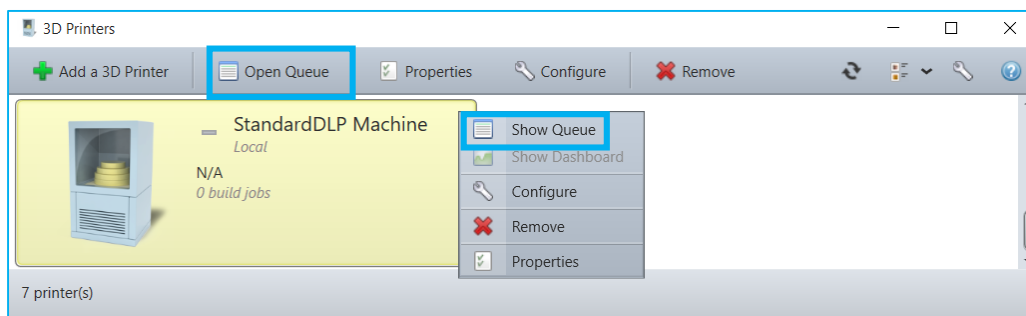 3D Printers
Add a 3D Printer
Open Queue
Properties
Configure
Remove
StandardDLP Machine
Local
N/A
0 build jobs
Show Queue
Show Dashboard
Configure
Remove
Properties
7 printer(s)